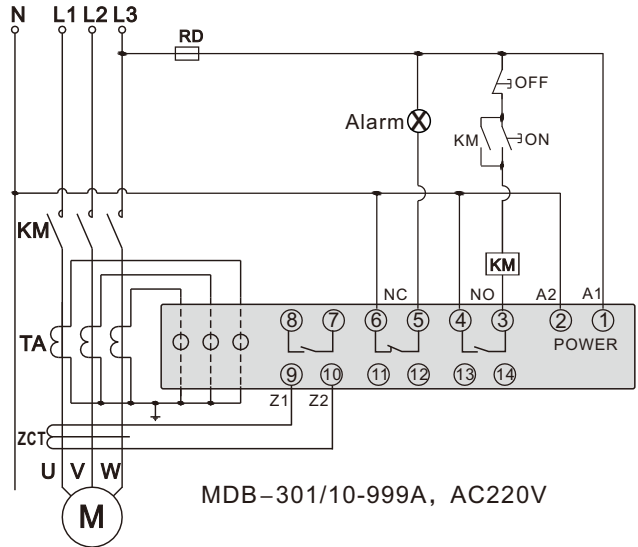 N L1 L2 L3
RD
OFF
Alarm
KM ON
KM
KM
NC NO A2 A1
8 7 6 5 4 3 2 1
TA
POWER
9 10 11 12 13 14
Z1 Z2
ZCT
U V W
M
MDB–301/10-999A, AC220V